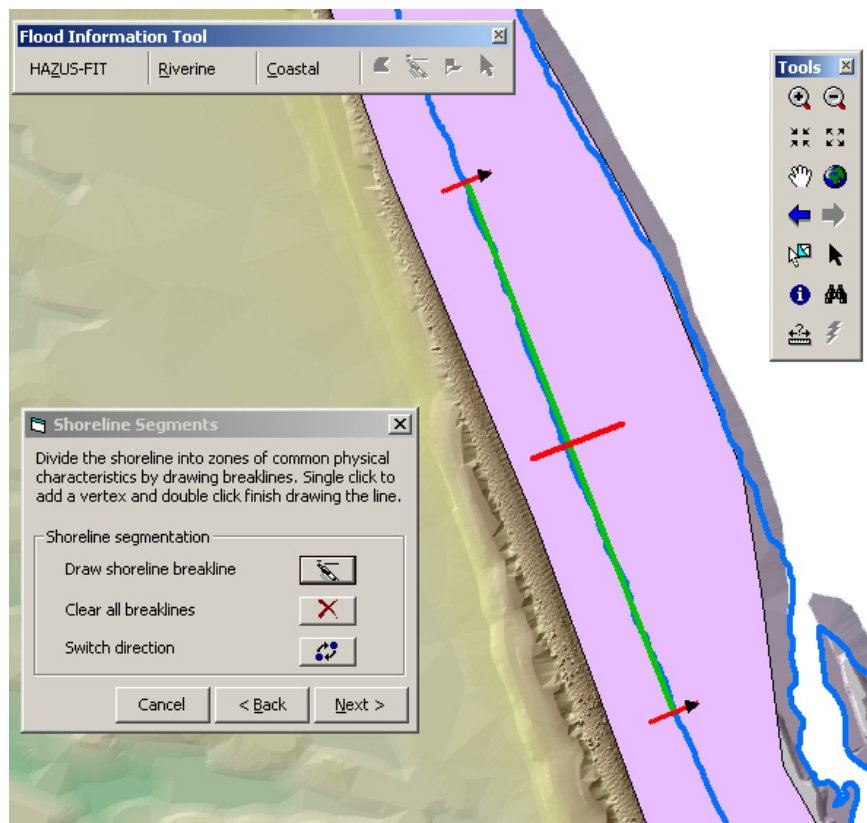 Flood Information Tool
HAZUS-FIT Riverine Coastal
Tools
Shoreline Segments
Divide the shoreline into zones of common physical
characteristics by drawing breaklines. Single click to
add a vertex and double click finish drawing the line.
Shoreline segmentation
Draw shoreline breakline
Clear all breaklines
Switch direction
Cancel < Back Next >